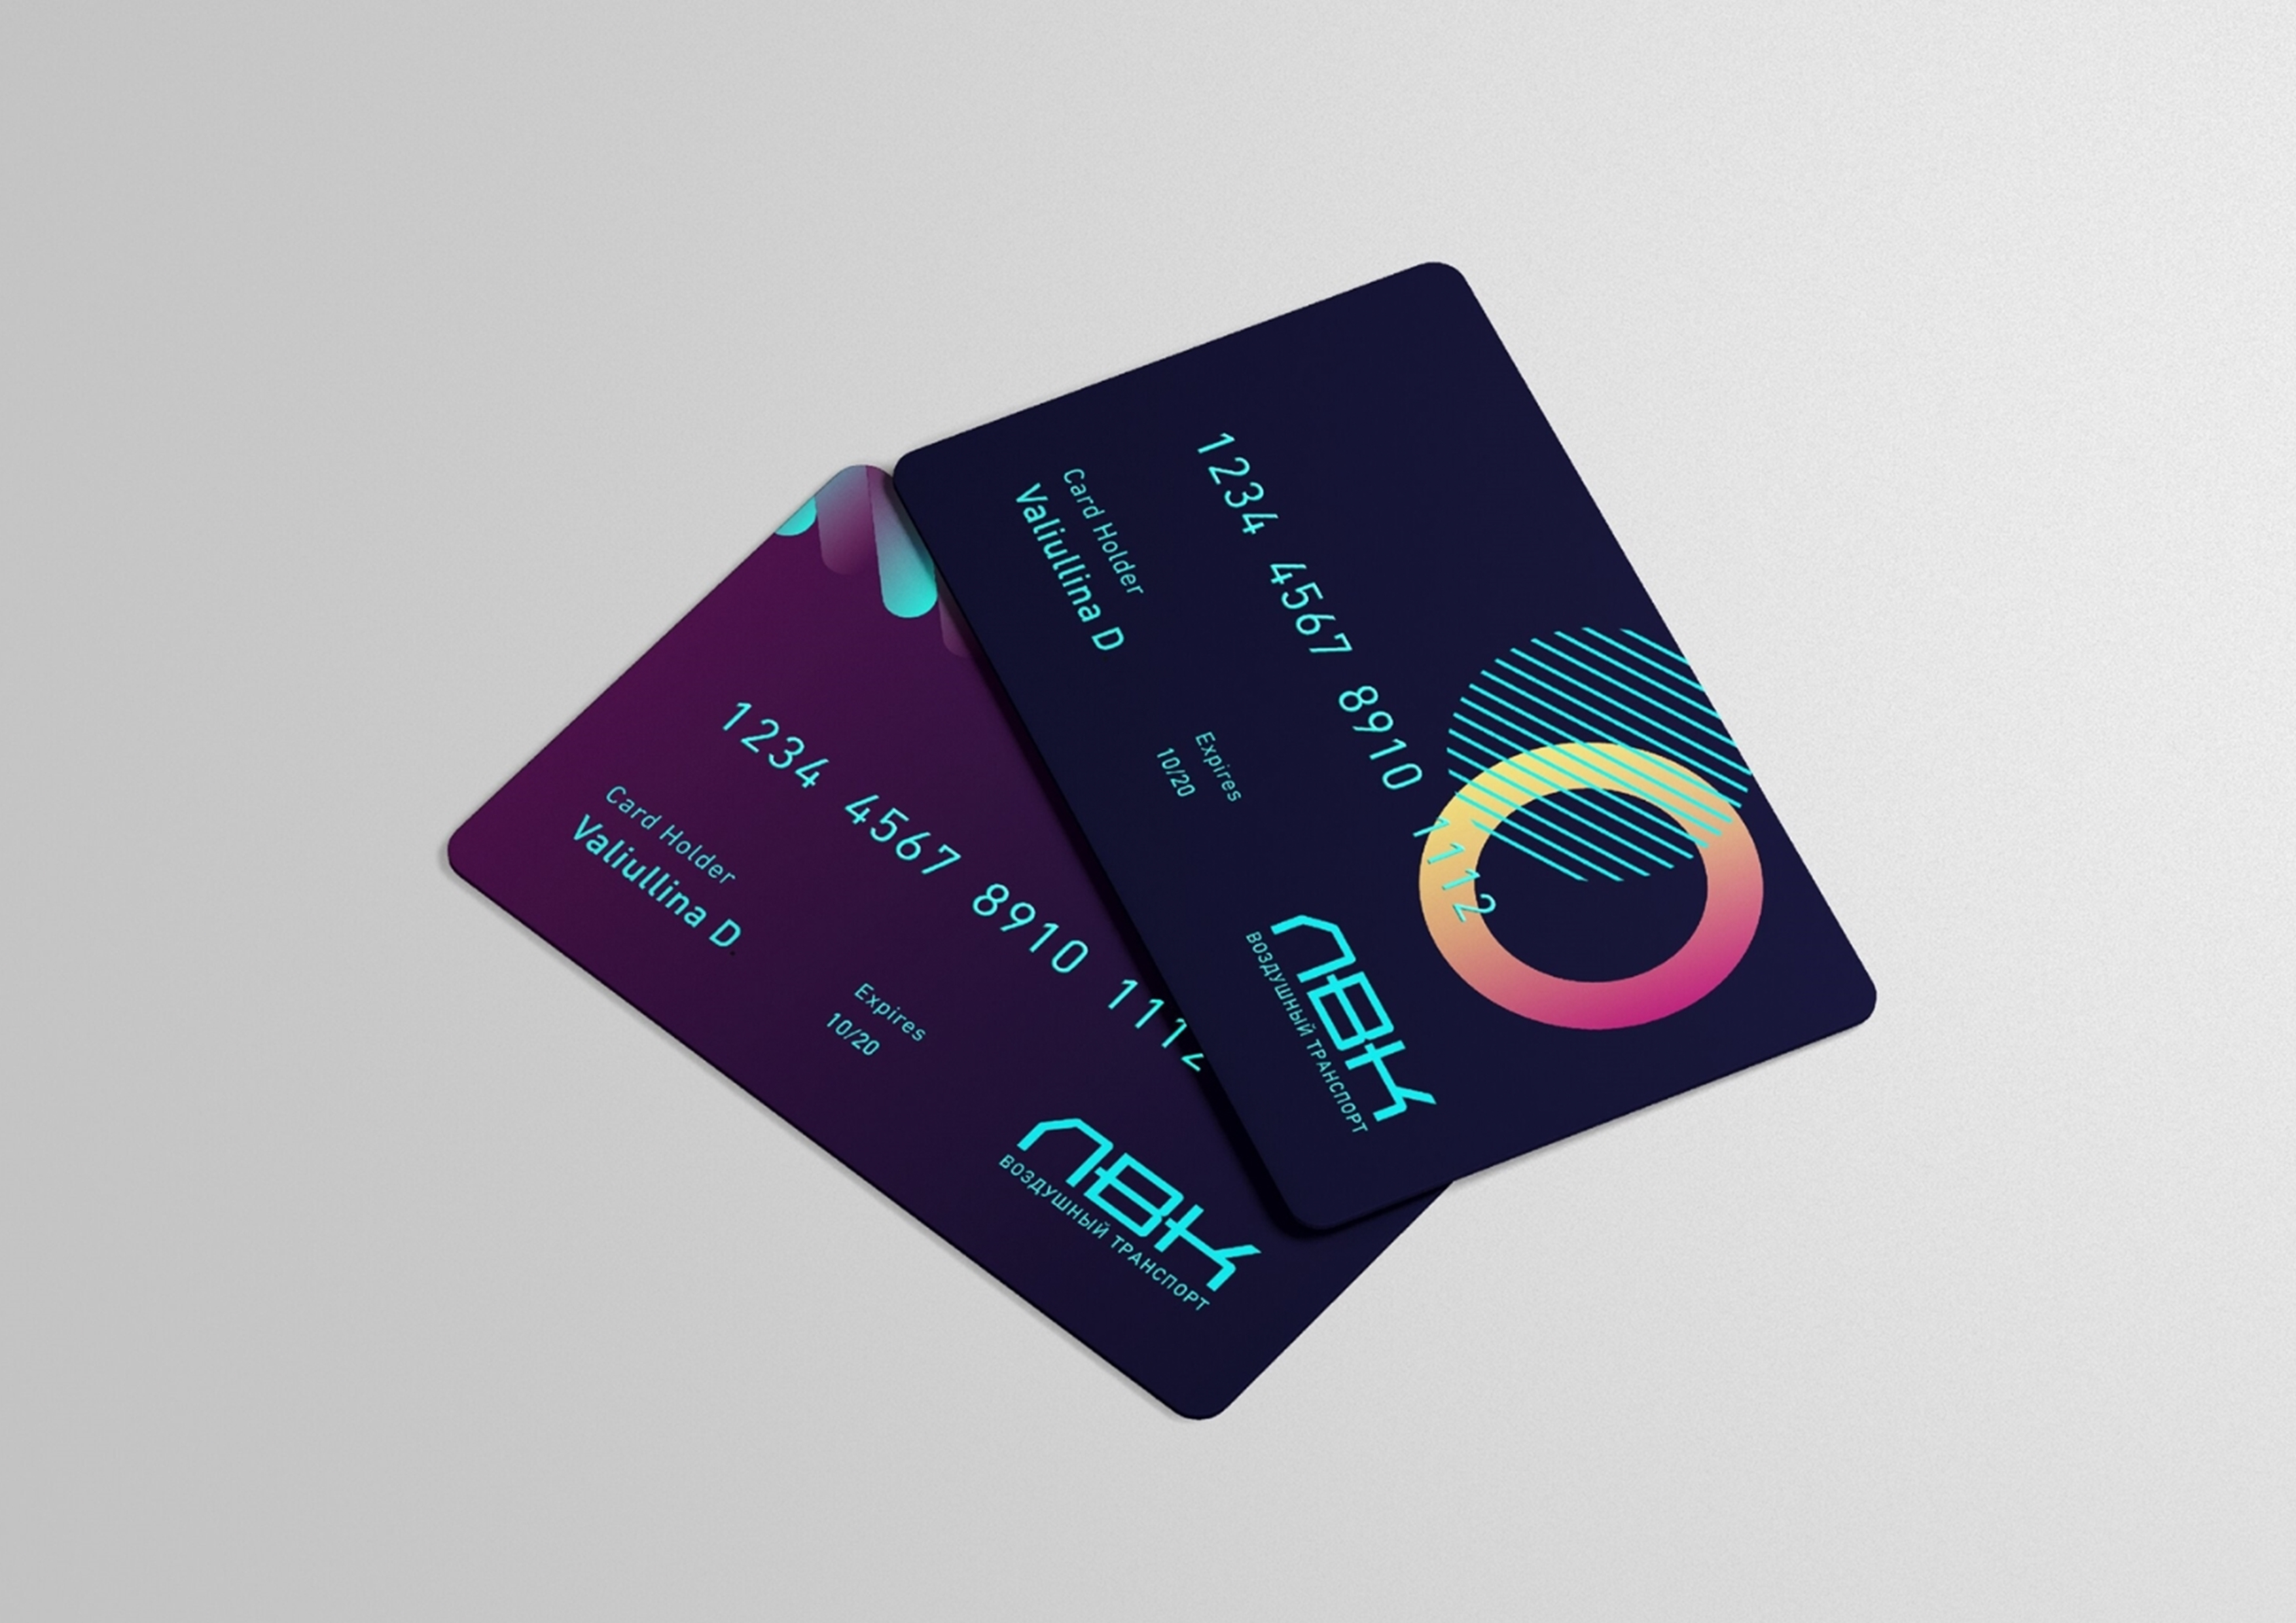 1234 4567 8910 1112
Card Holder
Valiullina D.
Expires
10/20
ЛВК
ВОЗДУШНЫЙ ТРАНСПОРТ
1234 4567 8910 1112
Card Holder
Valiullina D
Expires
10/20
ЛВК
ВОЗДУШНЫЙ ТРАНСПОРТ